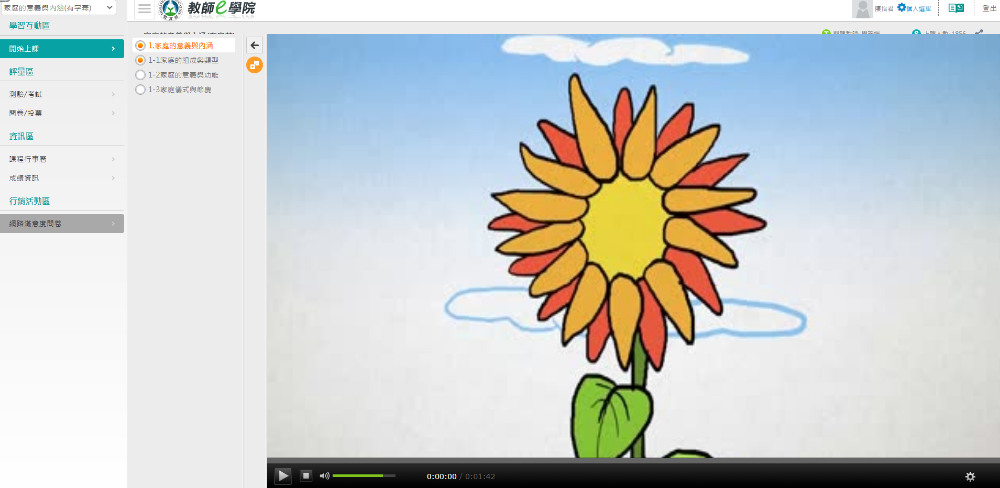 家庭的意義與內涵(有字幕)
學習互動區
開始上課
評量區
測驗/考試
問卷/投票
資訊區
課程行事曆
成績資訊
行銷活動區
網路滿意度問卷
教師e學院
陳怡君
個人選單
登出
1.家庭的意義與內涵
1-1家庭的組成與類型
1-2家庭的意義與功能
1-3家庭儀式與節慶
0:00:00 / 0:01:42